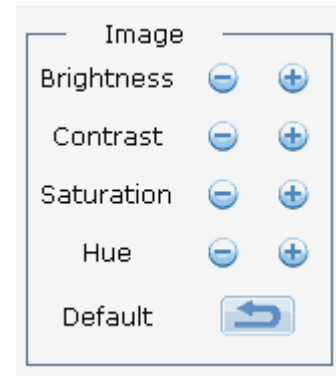 Image
Brightness
Contrast
Saturation
Hue
Default